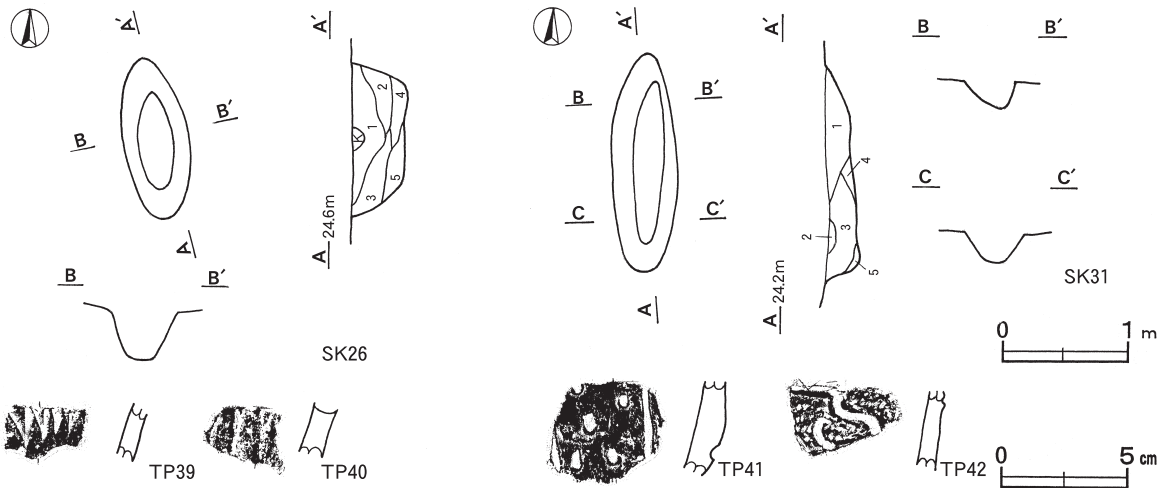 A′
B B′
A
A′
2 4 1 K 5 3
A 24.6m
B B′
SK26
TP39
TP40
A′
B B′
C C′
A
A′
1 4 3 2 5
A 24.2m
B B′
C C′
SK31
0 1 m
TP41
TP42
0 5 cm